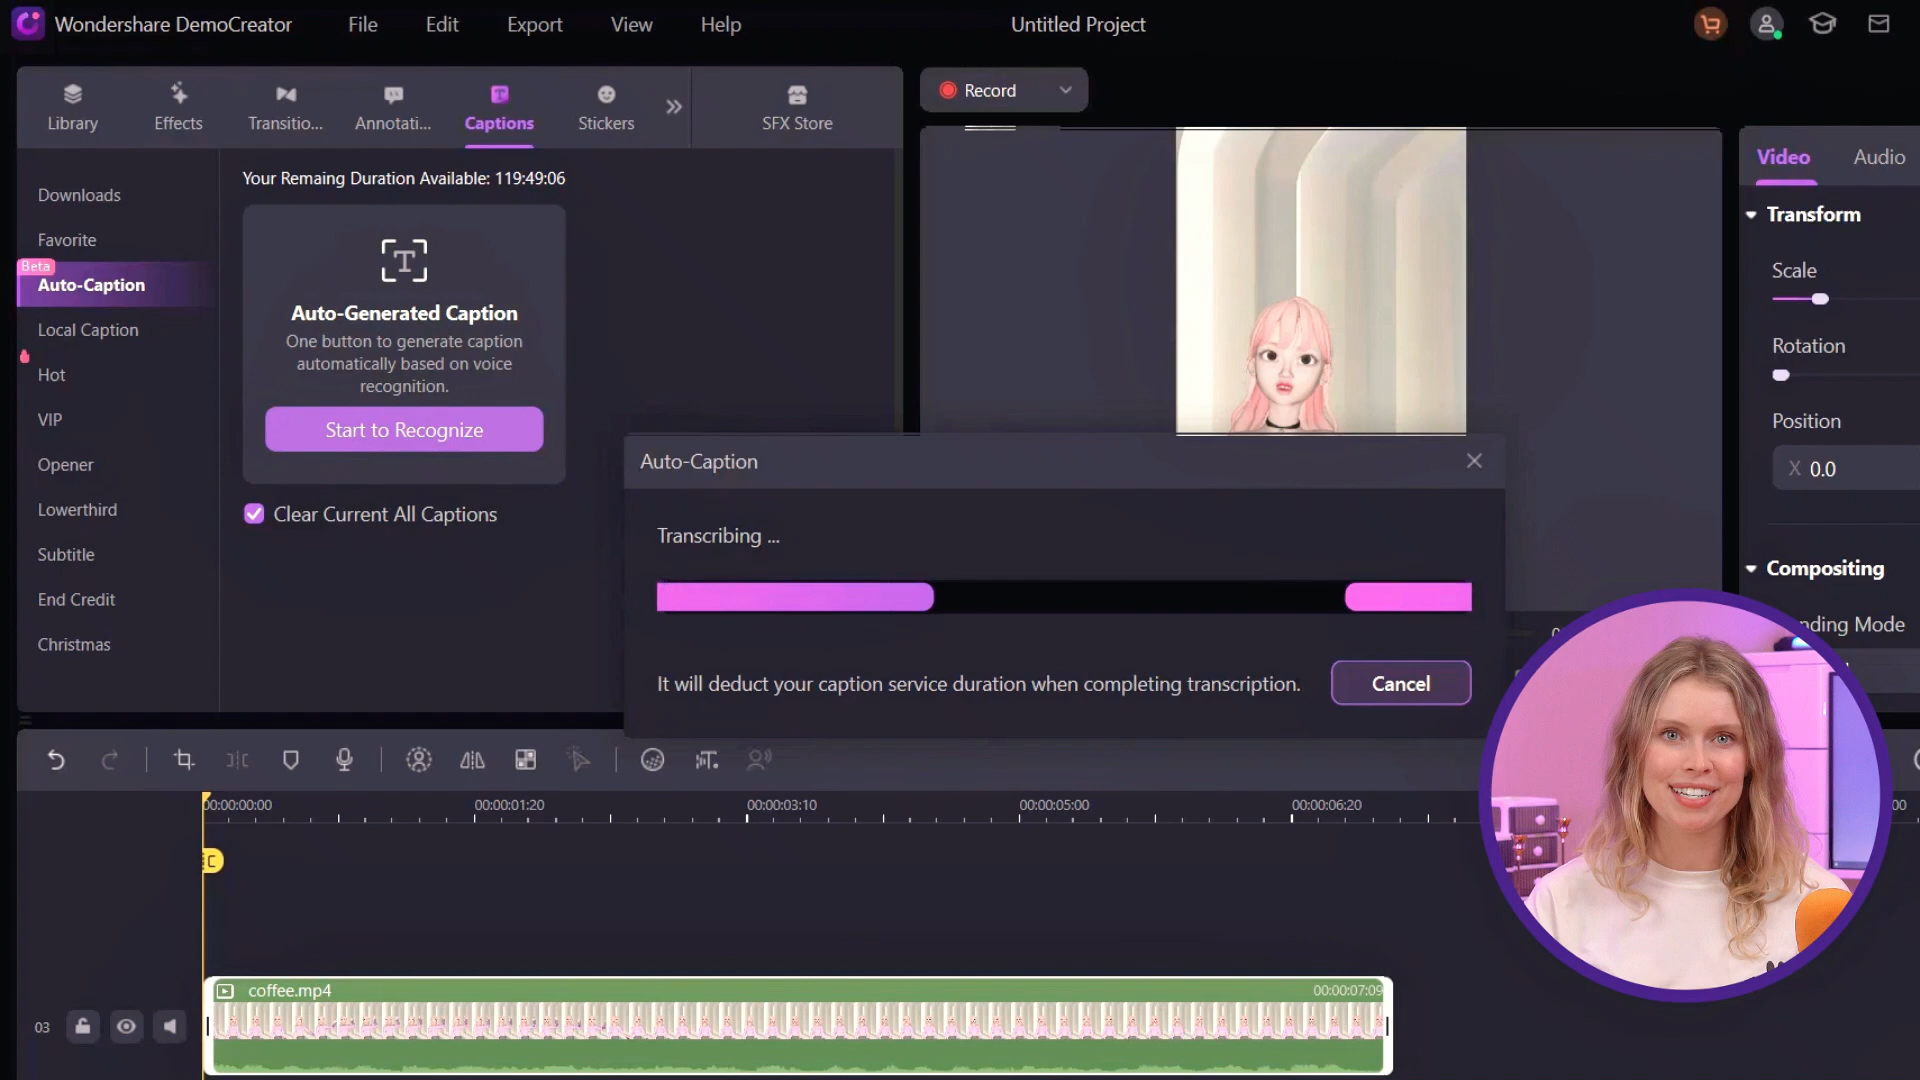 Wondershare DemoCreator
File
Edit
Export
View
Help
Untitled Project
Library
Effects
Transitio...
Annotati...
Captions
Stickers
SFX Store
Record
Video
Audio
Downloads
Favorite
Beta
Auto-Caption
Local Caption
Hot
VIP
Opener
Lowerthird
Subtitle
End Credit
Christmas
Your Remaing Duration Available: 119:49:06
Auto-Generated Caption
One button to generate caption
automatically based on voice
recognition.
Start to Recognize
Clear Current All Captions
Transform
Scale
Rotation
Position
X 0.0
Compositing
nding Mode
Auto-Caption
Transcribing ...
It will deduct your caption service duration when completing transcription.
Cancel
00:00:00:00
00:00:01:20
00:00:03:10
00:00:05:00
00:00:06:20
00
C
coffee.mp4
00:00:07:09
03